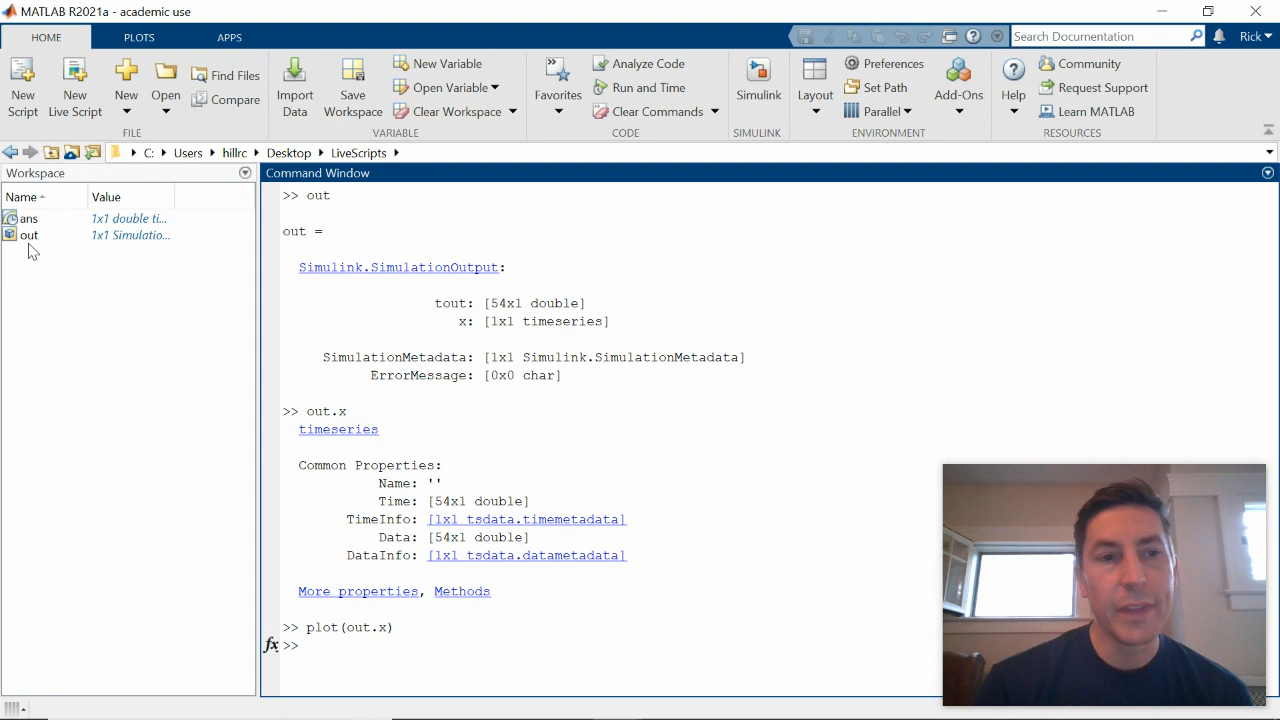 MATLAB R2021a - academic use
HOME PLOTS APPS
Search Documentation
Rick
New Script
New Live Script
New
Open
Find Files
Compare
FILE
Import Data
Save Workspace
New Variable
Open Variable
Clear Workspace
VARIABLE
Favorites
Analyze Code
Run and Time
Clear Commands
CODE
Simulink
SIMULINK
Layout
Preferences
Set Path
Parallel
Add-Ons
ENVIRONMENT
Help
Community
Request Support
Learn MATLAB
RESOURCES
C: Users hillrc Desktop LiveScripts
Workspace
Name Value
ans 1x1 double ti...
out 1x1 Simulatio...
Command Window
>> out
out =
Simulink.SimulationOutput:
tout: [54x1 double]
x: [1x1 timeseries]
SimulationMetadata: [1x1 Simulink.SimulationMetadata]
ErrorMessage: [0x0 char]
>> out.x
timeseries
Common Properties:
Name: ''
Time: [54x1 double]
TimeInfo: [1x1 tsdata.timemetadata]
Data: [54x1 double]
DataInfo: [1x1 tsdata.datametadata]
More properties, Methods
>> plot(out.x)
fx >>